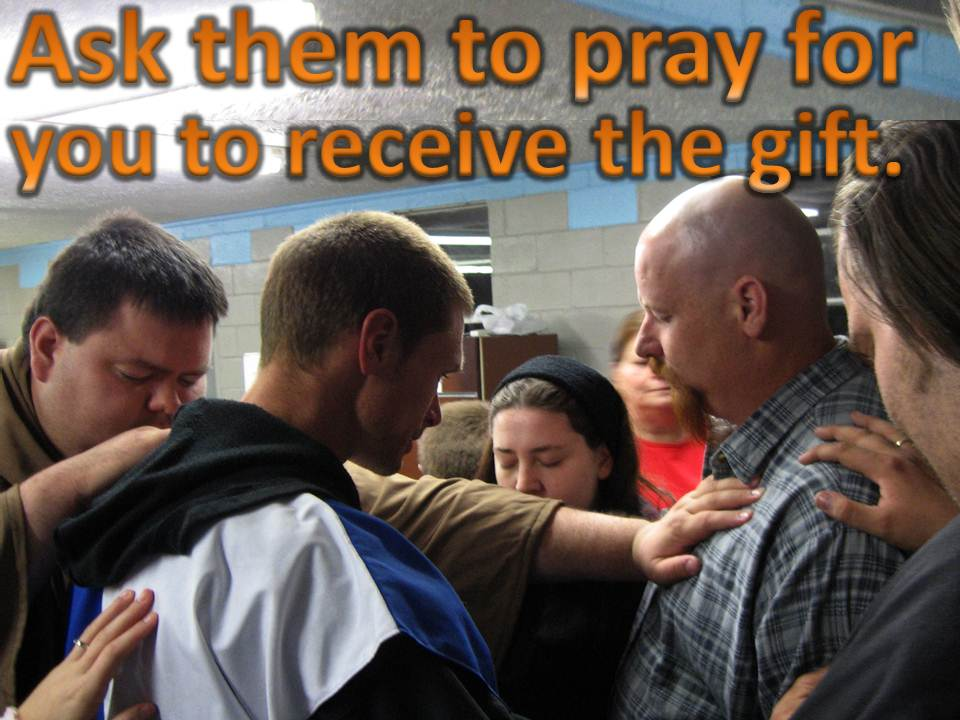 Ask them to pray for
you to receive the gift.